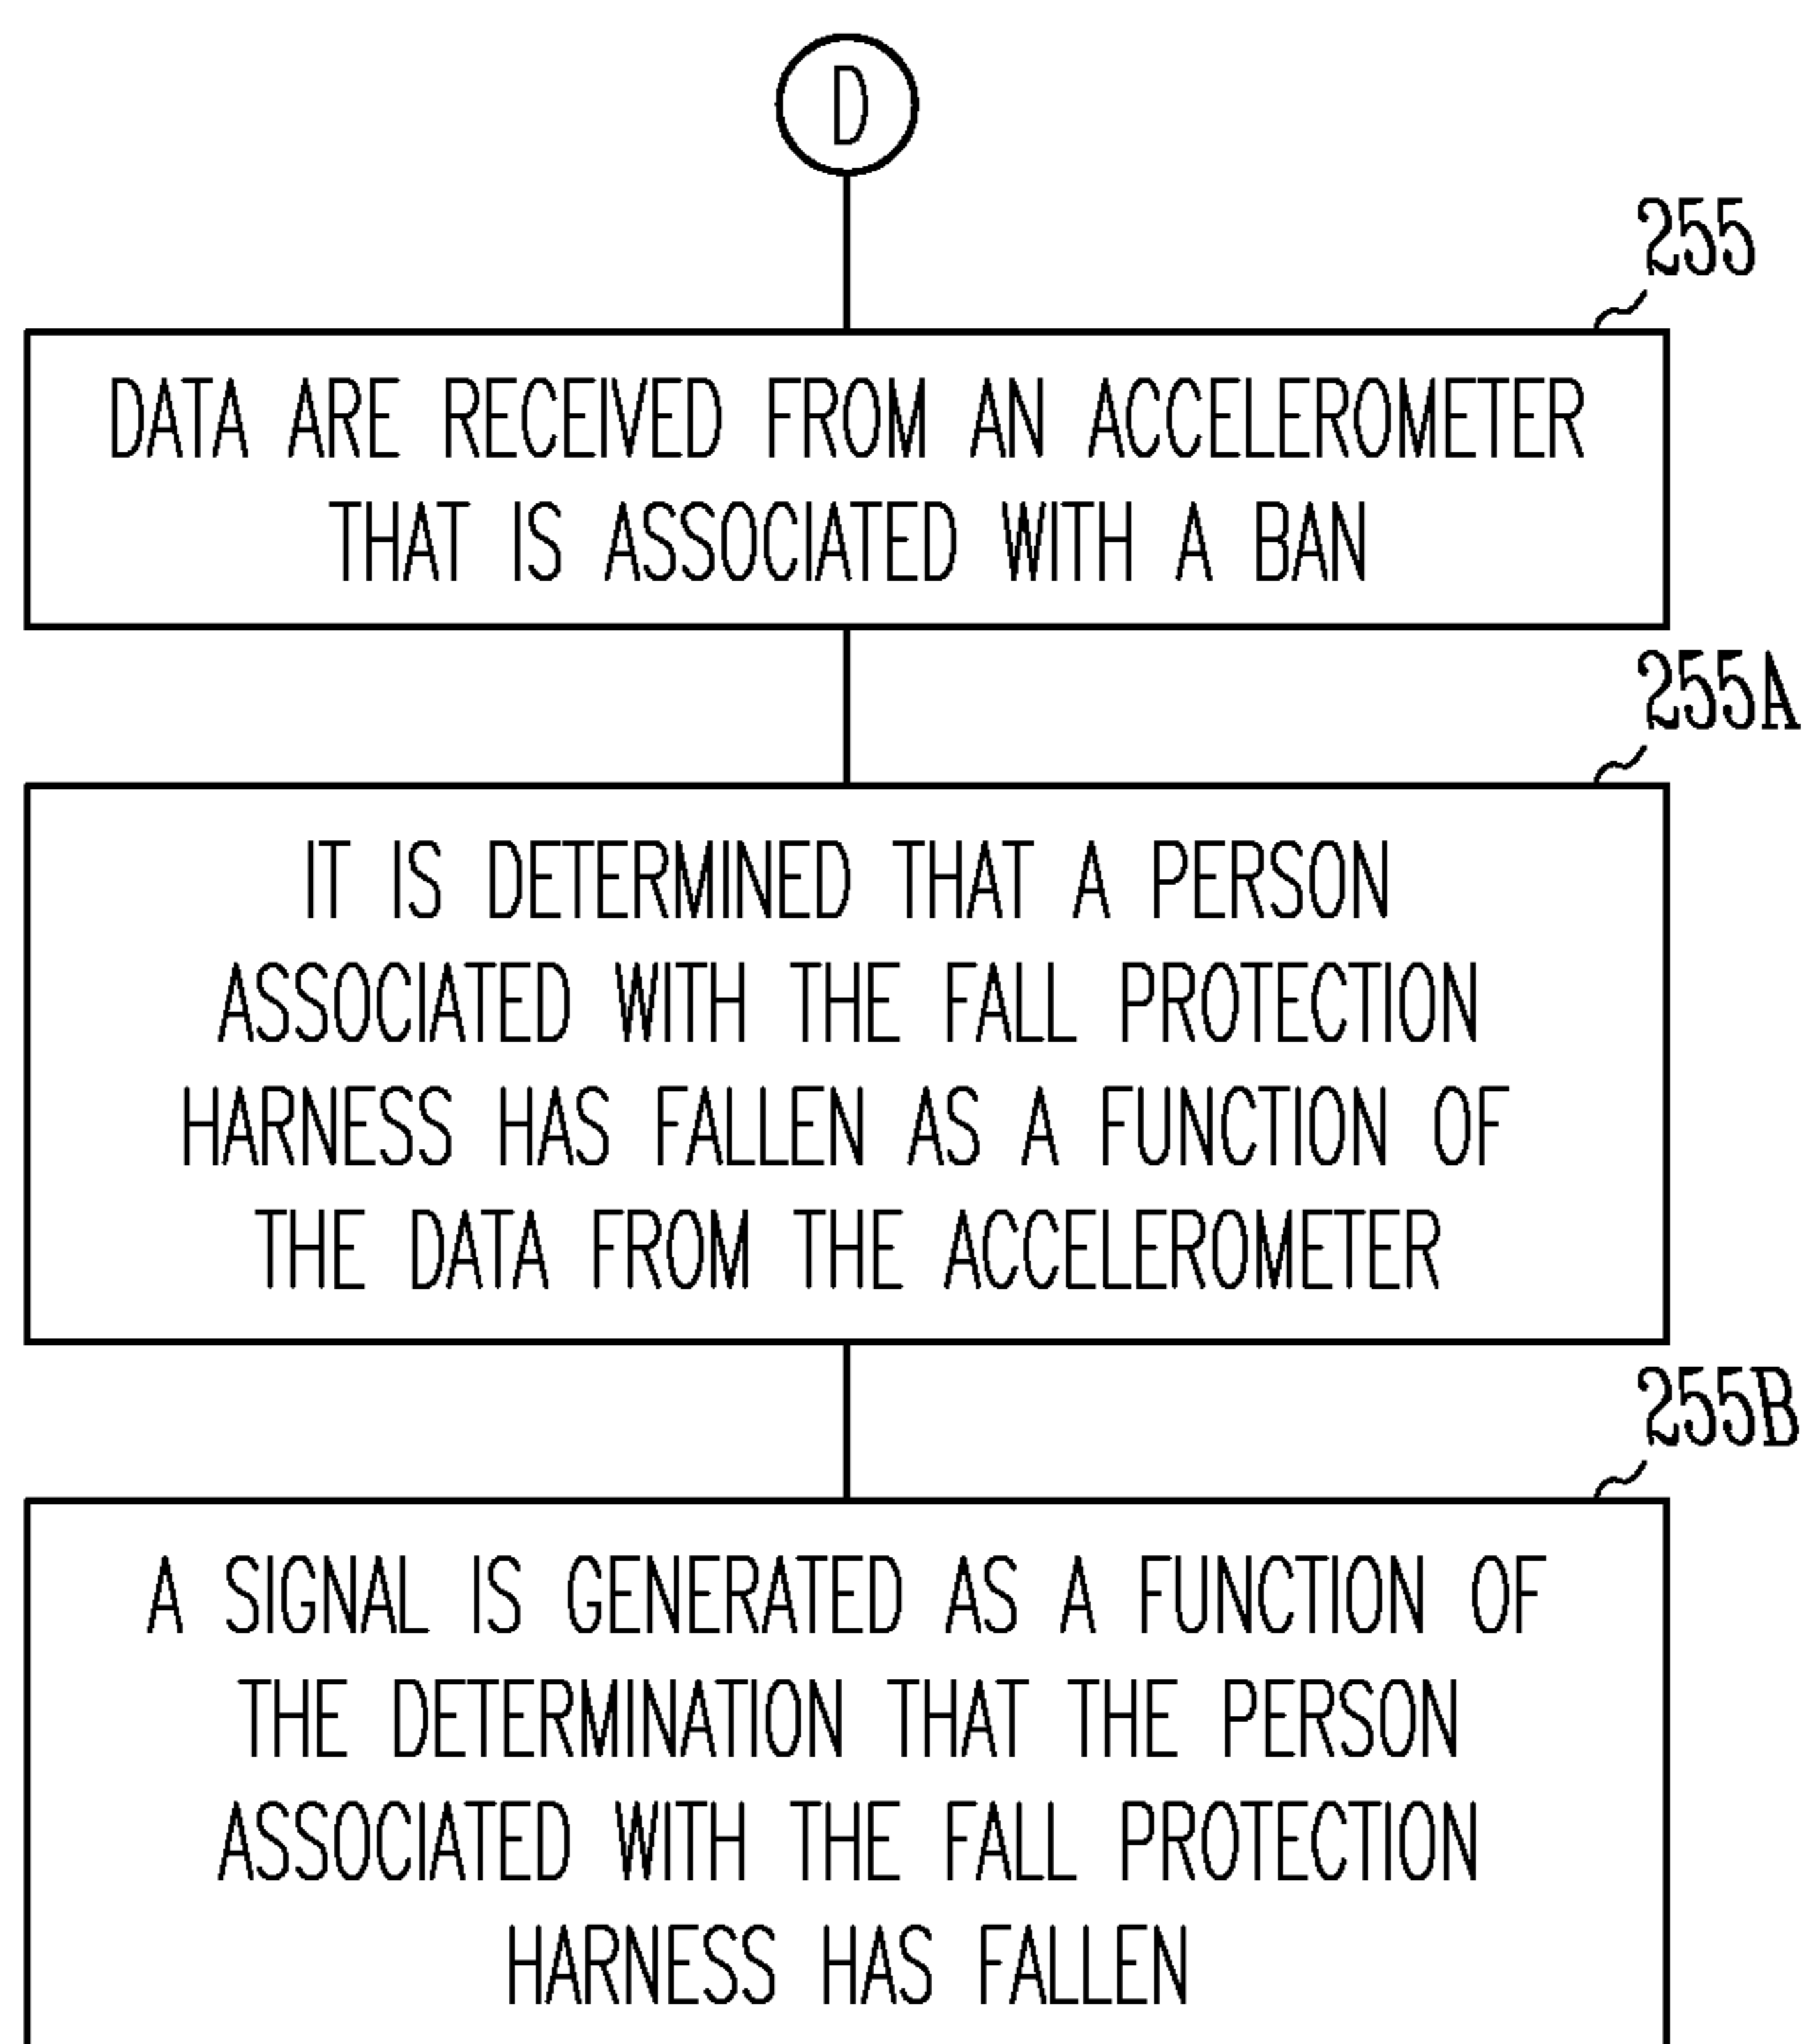 D
255
DATA ARE RECEIVED FROM AN ACCELEROMETER
THAT IS ASSOCIATED WITH A BAN
255A
IT IS DETERMINED THAT A PERSON
ASSOCIATED WITH THE FALL PROTECTION
HARNESS HAS FALLEN AS A FUNCTION OF
THE DATA FROM THE ACCELEROMETER
255B
A SIGNAL IS GENERATED AS A FUNCTION OF
THE DETERMINATION THAT THE PERSON
ASSOCIATED WITH THE FALL PROTECTION
HARNESS HAS FALLEN